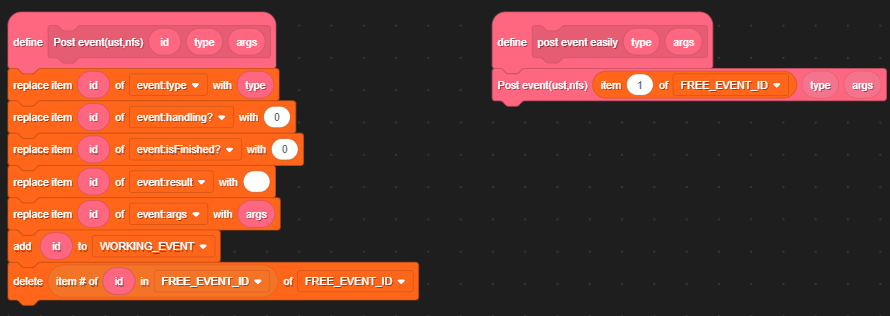 define Post event(ust,nfs) id type args
replace item id of event:type with type
replace item id of event:handling? with 0
replace item id of event:isFinished? with 0
replace item id of event:result with
replace item id of event:args with args
add id to WORKING_EVENT
delete item # of id in FREE_EVENT_ID of FREE_EVENT_ID
define post event easily type args
Post event(ust,nfs) item 1 of FREE_EVENT_ID type args